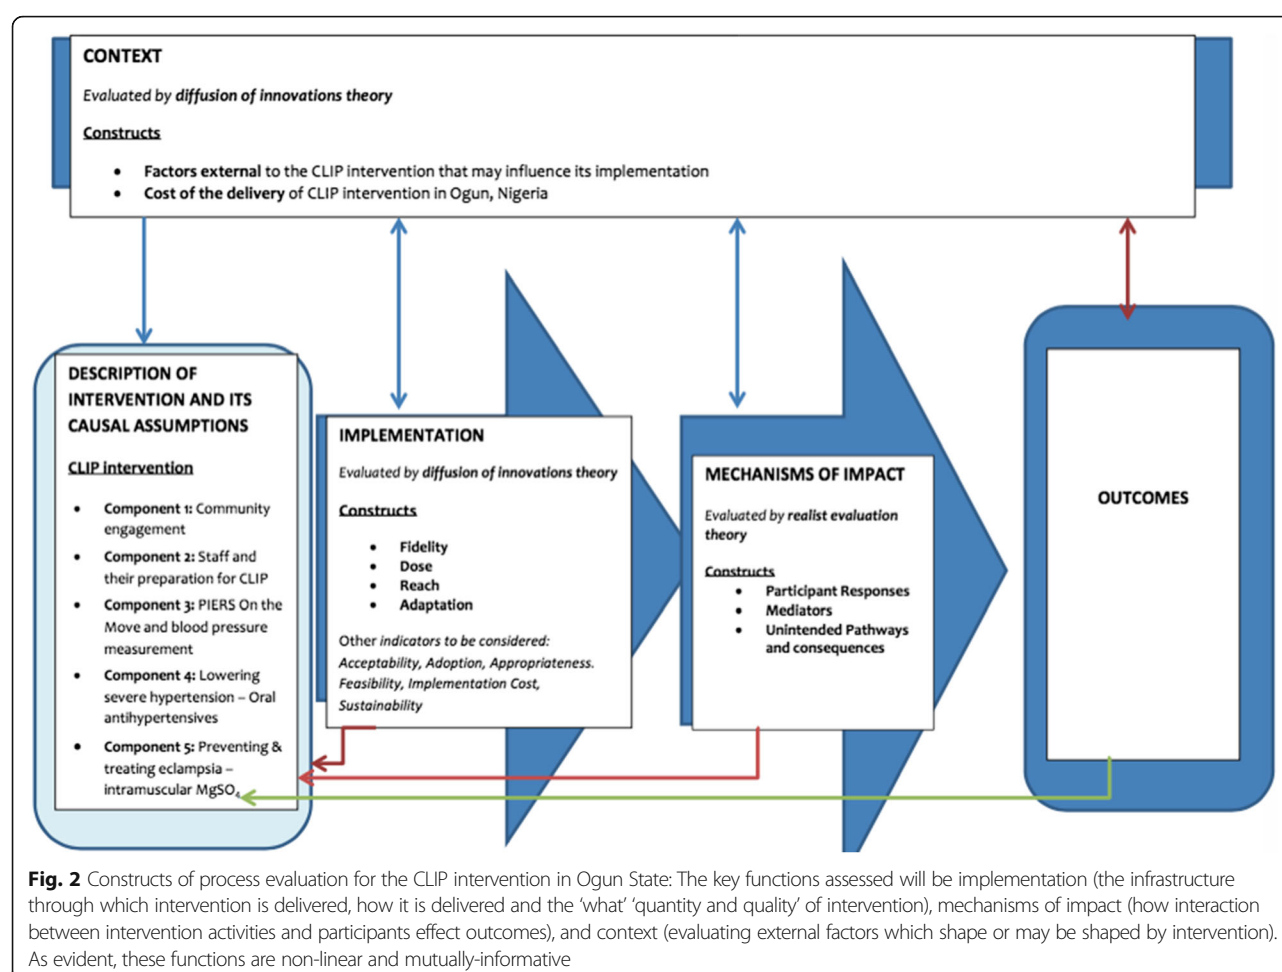 CONTEXT
Evaluated by diffusion of innovations theory
Constructs
• Factors external to the CLIP intervention that may influence its implementation
• Cost of the delivery of CLIP intervention in Ogun, Nigeria
DESCRIPTION OF
INTERVENTION AND ITS
CAUSAL ASSUMPTIONS
CLIP intervention
• Component 1: Community
engagement
• Component 2: Staff and
their preparation for CLIP
• Component 3: PIERS On the
Move and blood pressure
measurement
• Component 4: Lowering
severe hypertension – Oral
antihypertensives
• Component 5: Preventing &
treating eclampsia –
intramuscular MgSO₄
IMPLEMENTATION
Evaluated by diffusion of innovations theory
Constructs
• Fidelity
• Dose
• Reach
• Adaptation
Other indicators to be considered:
Acceptability, Adoption, Appropriateness.
Feasibility, Implementation Cost,
Sustainability
MECHANISMS OF IMPACT
Evaluated by realist evaluation
theory
Constructs
• Participant Responses
• Mediators
• Unintended Pathways
and consequences
OUTCOMES
Fig. 2 Constructs of process evaluation for the CLIP intervention in Ogun State: The key functions assessed will be implementation (the infrastructure
through which intervention is delivered, how it is delivered and the ‘what’ ‘quantity and quality’ of intervention), mechanisms of impact (how interaction
between intervention activities and participants effect outcomes), and context (evaluating external factors which shape or may be shaped by intervention).
As evident, these functions are non-linear and mutually-informative